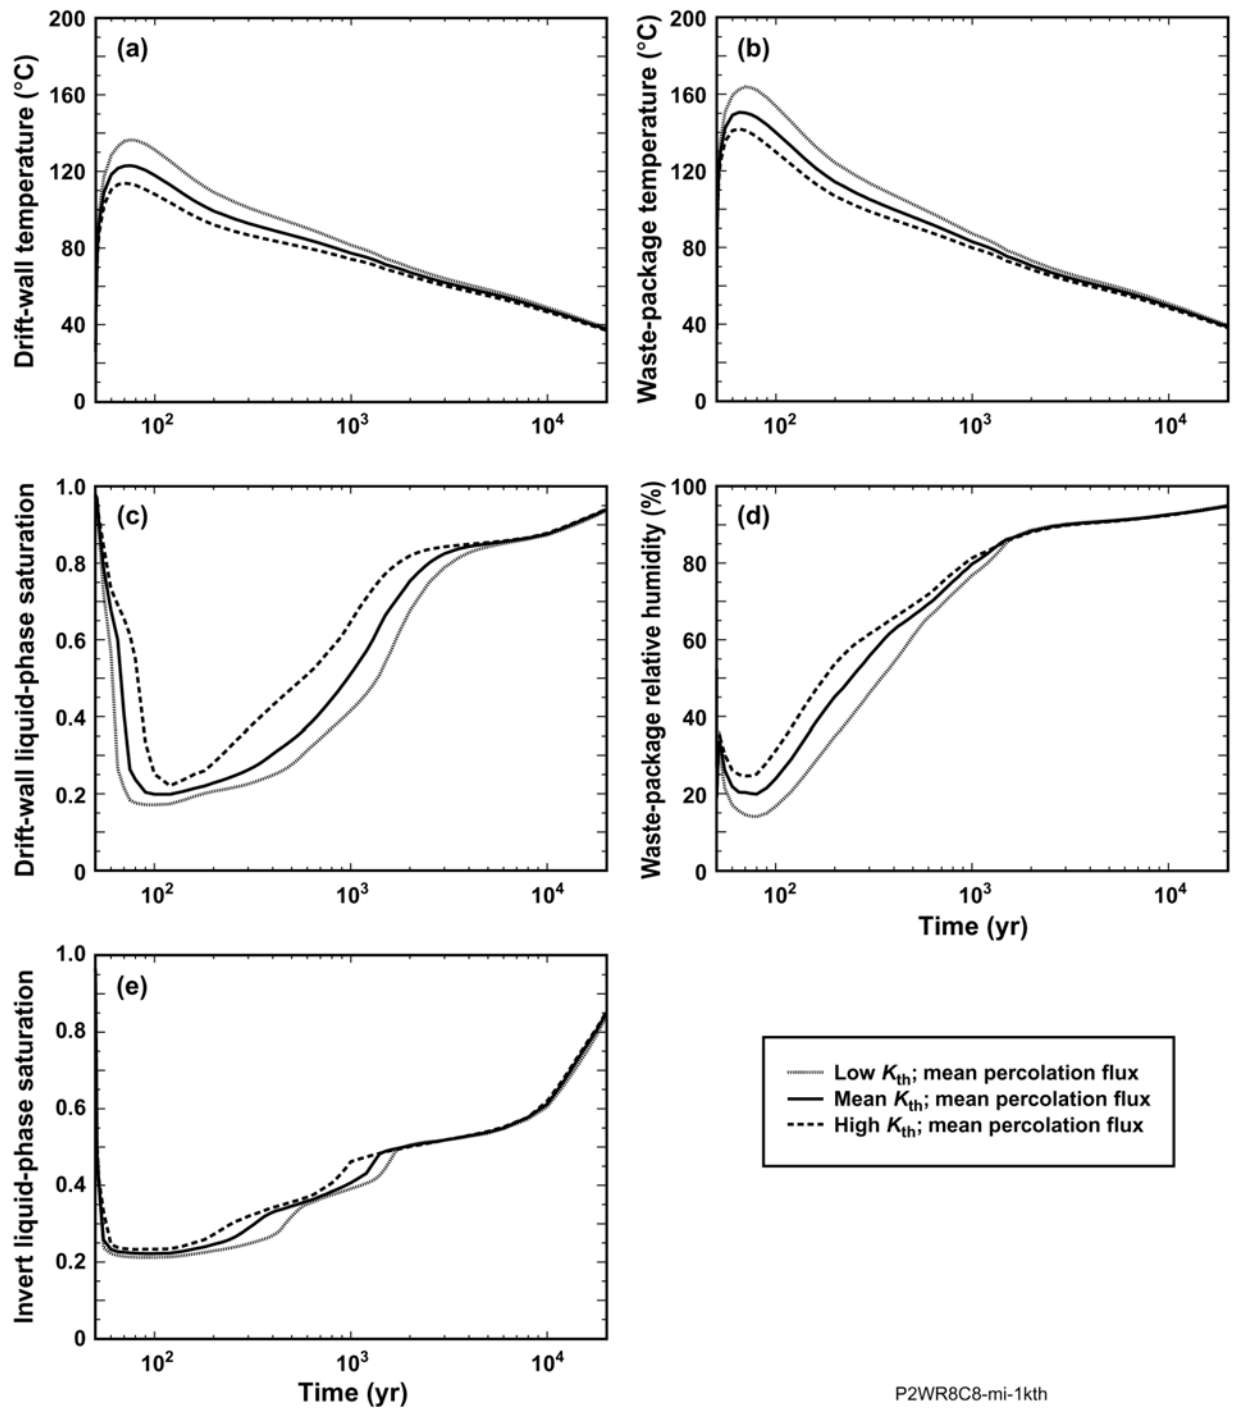 (a)
Drift-wall temperature (°C)
200
160
120
80
40
0
10²
10³
10⁴
(b)
Waste-package temperature (°C)
200
160
120
80
40
0
10²
10³
10⁴
(c)
Drift-wall liquid-phase saturation
1.0
0.8
0.6
0.4
0.2
0
10²
10³
10⁴
(d)
Waste-package relative humidity (%)
100
80
60
40
20
0
10²
10³
10⁴
Time (yr)
(e)
Invert liquid-phase saturation
1.0
0.8
0.6
0.4
0.2
0
10²
10³
10⁴
Time (yr)
Low Kth; mean percolation flux
Mean Kth; mean percolation flux
High Kth; mean percolation flux
P2WR8C8-mi-1kth